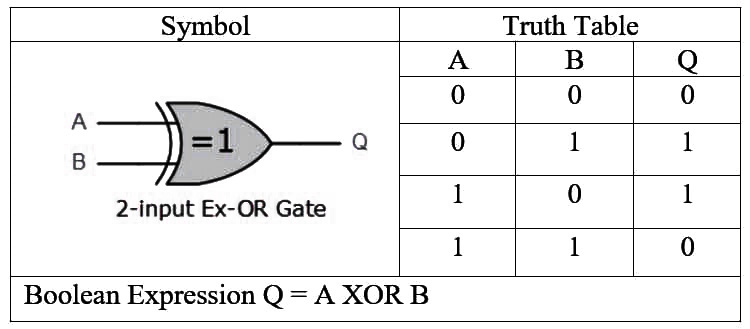 Symbol Truth Table
A B Q
0 0 0
A
B
=1
Q
0 1 1
2-input Ex-OR Gate
1 0 1
1 1 0
Boolean Expression Q = A XOR B